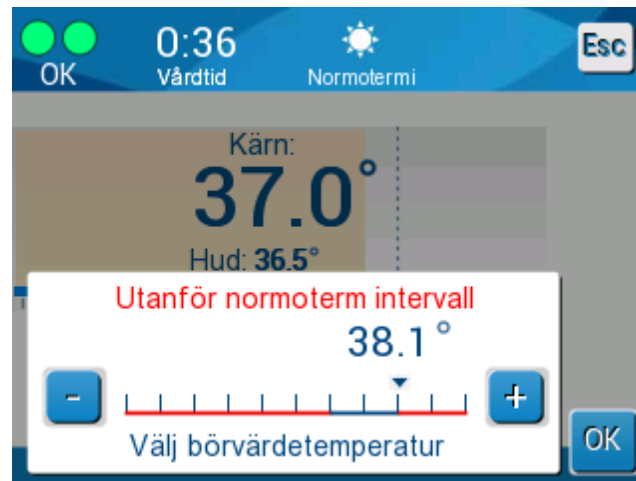 OK
0:36
Vårdtid
Normotermi
Esc
Kärn:
37.0°
Hud: 36.5°
Utanför normoterm intervall
38.1 °
- +
Välj börvärdetemperatur
OK